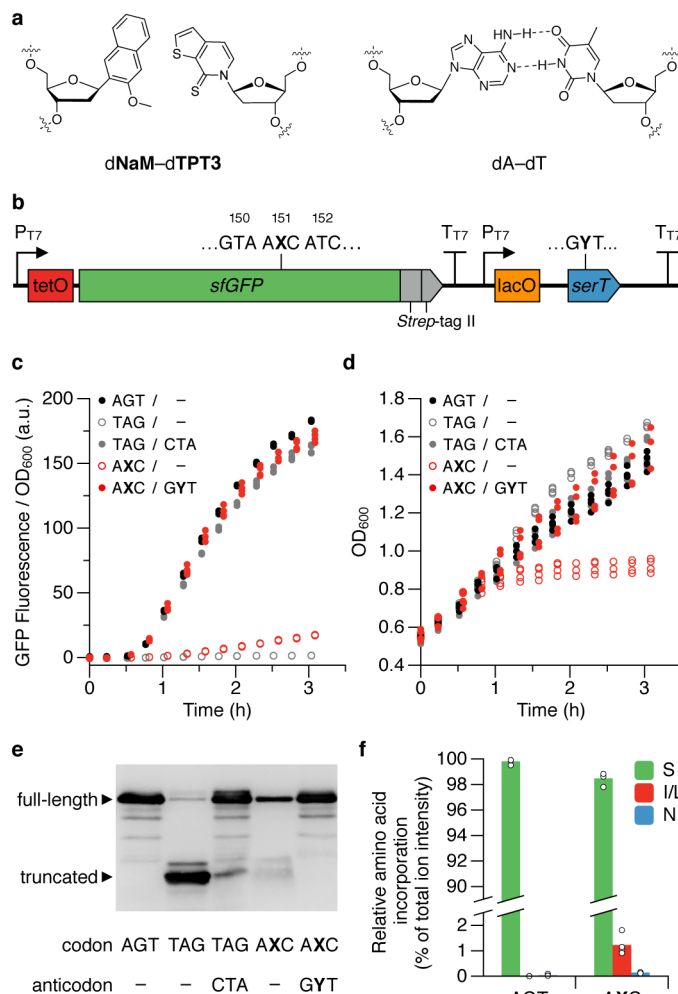 a
O
O
O
S
N
S
O
O
O
O
O
O
N
N
N
N
NH
H
O
N
H
N
O
O
O
O
dNaM–dTPT3
dA–dT
b
150 151 152
PT7
…GTA AXC ATC…
TT7 PT7
…GYT…
TT7
tetO
sfGFP
lacO
serT
Strep-tag II
c
GFP Fluorescence / OD600 (a.u.)
200
150
100
50
0
AGT / –
TAG / –
TAG / CTA
AXC / –
AXC / GYT
0 1 2 3
Time (h)
d
OD600
1.8
1.6
1.4
1.2
1.0
0.8
0.6
0.4
AGT / –
TAG / –
TAG / CTA
AXC / –
AXC / GYT
0 1 2 3
Time (h)
e
full-length
truncated
codon AGT TAG TAG AXC AXC
anticodon – – CTA – GYT
f
Relative amino acid
incorporation
(% of total ion intensity)
100
98
96
94
92
90
2
1
0
S
I/L
N